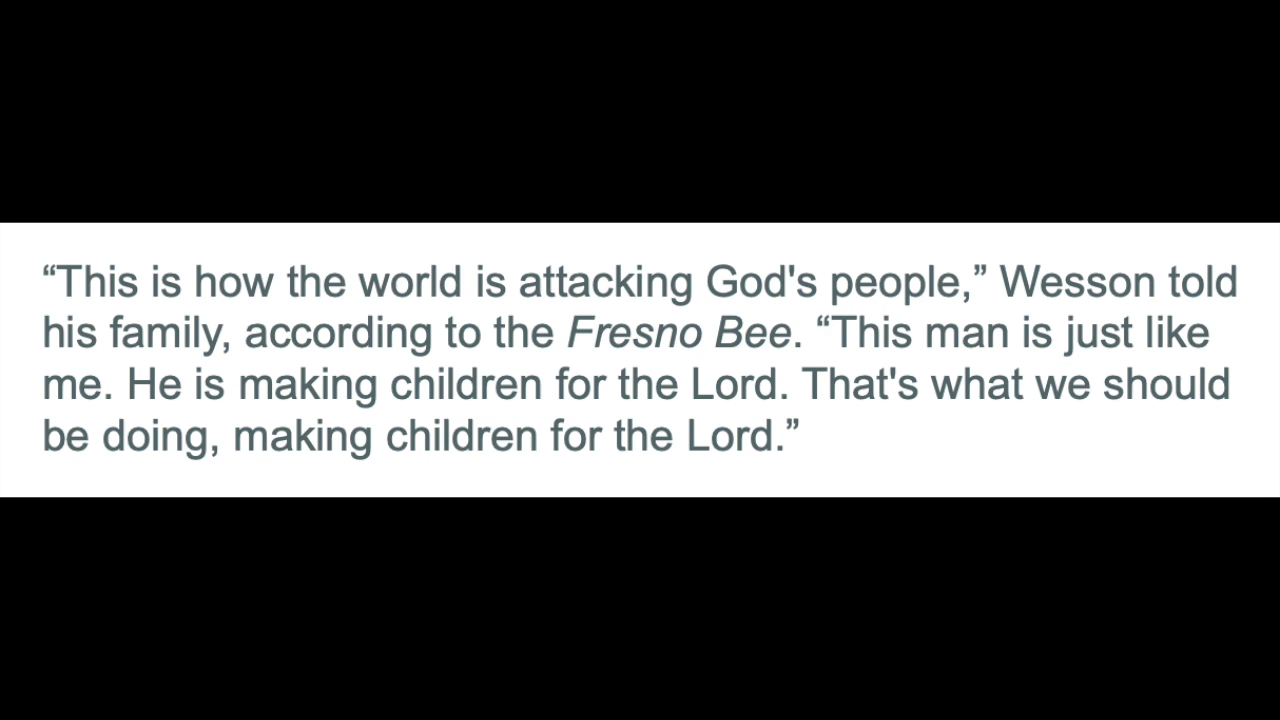 “This is how the world is attacking God's people,” Wesson told
his family, according to the Fresno Bee. “This man is just like
me. He is making children for the Lord. That's what we should
be doing, making children for the Lord.”